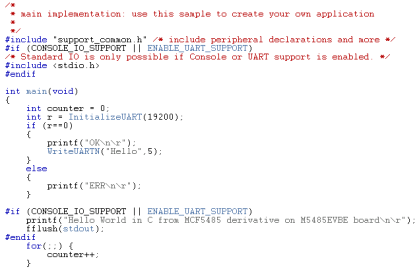 /*
 * main implementation: use this sample to create your own application
 *
 */
#include "support_common.h" /* include peripheral declarations and more */
#if (CONSOLE_IO_SUPPORT || ENABLE_UART_SUPPORT)
/* Standard IO is only possible if Console or UART support is enabled. */
#include <stdio.h>
#endif

int main(void)
{
    int counter = 0;
    int r = InitializeUART(19200);
    if (r==0)
    {
        printf("OK\n\r");
        WriteUARTN("Hello",5);
    }
    else
    {
        printf("ERR\n\r");
    }

#if (CONSOLE_IO_SUPPORT || ENABLE_UART_SUPPORT)
    printf("Hello World in C from MCF5485 derivative on M5485EVBE board\n\r");
    fflush(stdout);
#endif
    for(;;) {
        counter++;
    }